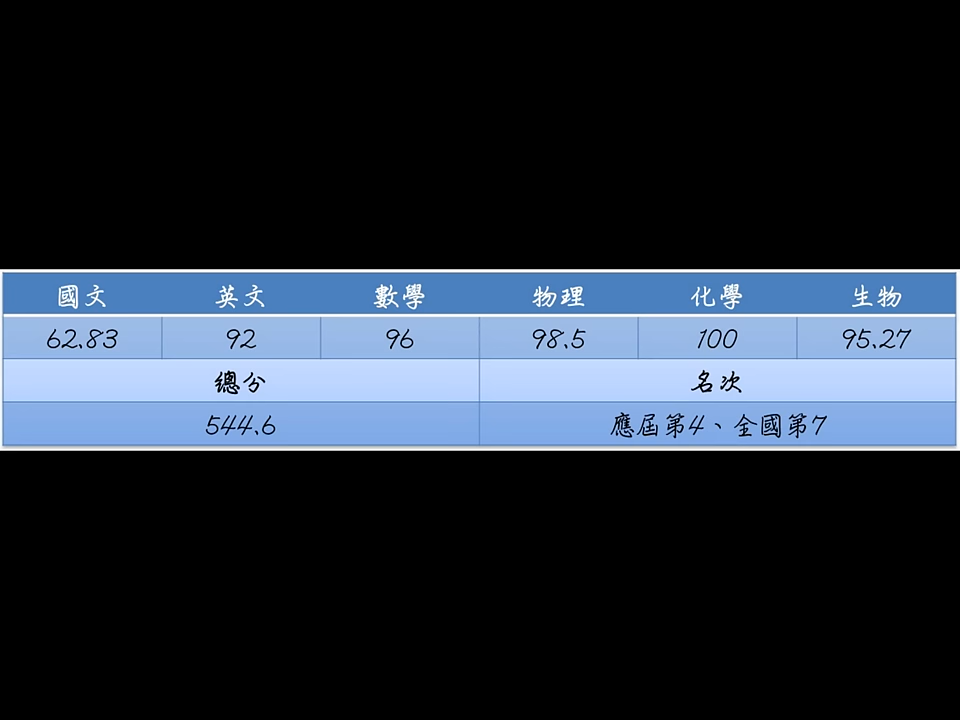 國文 英文 數學 物理 化學 生物
62.83 92 96 98.5 100 95.27
總分 名次
544.6 應屆第4、全國第7